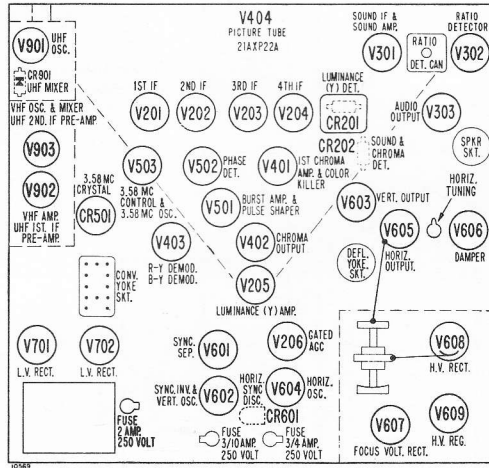 V404
PICTURE TUBE
21AXP22A
V901
UHF
OSC.
CR901
UHF MIXER
VHF OSC. & MIXER
UHF 2ND. IF PRE-AMP
V903
V902
VHF AMP.
UHF 1ST. IF
PRE-AMP.
SOUND IF &
SOUND AMP.
V301
RATIO
DET. CAN
RATIO
DETECTOR
V302
1ST IF
V201
2ND IF
V202
3RD IF
V203
4TH IF
V204
LUMINANCE
(Y) DET.
CR201
CR202
SOUND &
CHROMA
DET.
AUDIO
OUTPUT
V303
SPKR
SKT.
V503
3.58 MC
CONTROL &
3.58 MC OSC.
V502
PHASE
DET.
V401
1ST CHROMA
AMP. & COLOR
KILLER
3.58 MC
CRYSTAL
CR501
V501
BURST AMP. &
PULSE SHAPER
V603
VERT. OUTPUT
HORIZ.
TUNING
V403
R-Y DEMOD.
B-Y DEMOD.
V402
CHROMA
OUTPUT
V605
HORIZ.
OUTPUT.
V606
DAMPER
CONV.
YOKE
SKT.
DEFL.
YOKE.
SKT.
V205
LUMINANCE (Y) AMP.
V701
L.V. RECT.
V702
L.V. RECT.
SYNC.
SEP.
V601
V206
GATED
AGC
V608
H.V. RECT.
SYNC. INV. &
VERT. OSC.
V602
HORIZ.
SYNC
DISC.
V604
HORIZ.
OSC.
CR601
FUSE
2 AMP.
250 VOLT
FUSE
3/10 AMP.
250 VOLT
FUSE
3/4 AMP.
250 VOLT
V607
FOCUS VOLT. RECT.
V609
H.V. REG.
10569